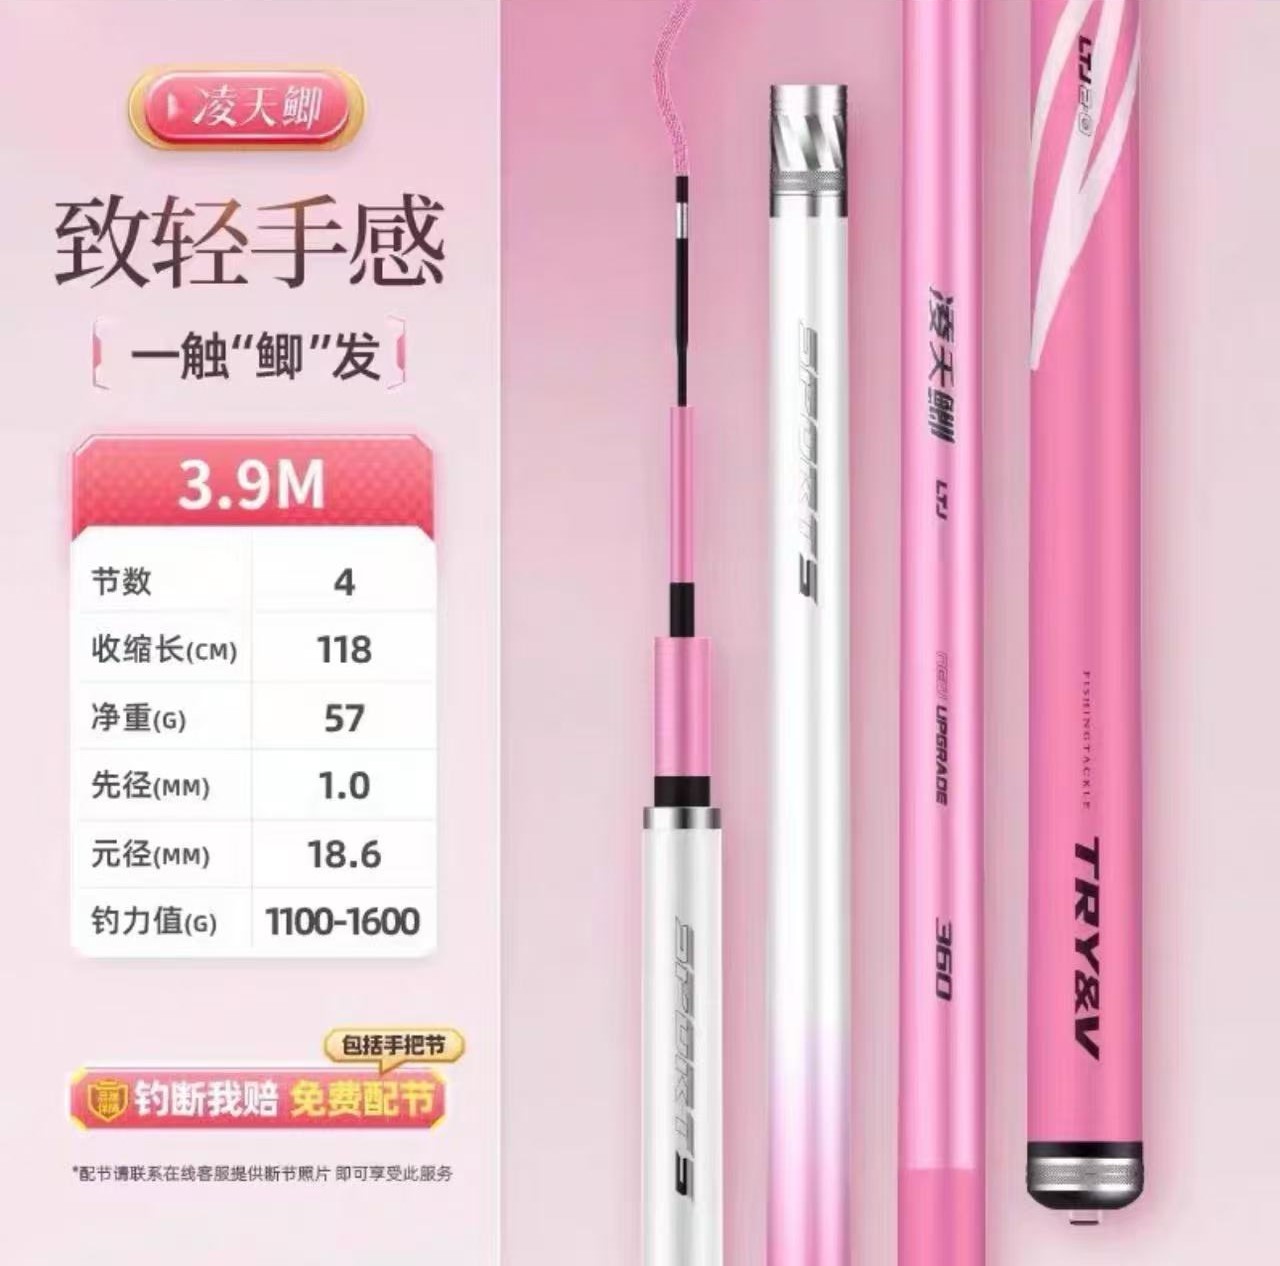 凌天鲫
致轻手感
一触“鲫”发
3.9M
节数 4
收缩长(CM) 118
净重(G) 57
先径(MM) 1.0
元径(MM) 18.6
钓力值(G) 1100-1600
包括手把节
钓断我赔 免费配节
*配节请联系在线客服提供断节照片 即可享受此服务
SPORTS
SPORTS
凌天鲫 LTJ
new UPGRADE
360
LTJ2.0
FISHINGTACKLE
TRY&V